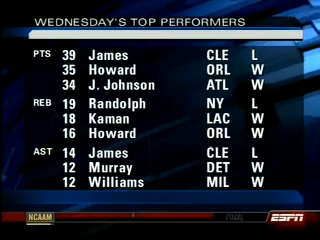 WEDNESDAY'S TOP PERFORMERS
PTS 39 James CLE L
35 Howard ORL W
34 J. Johnson ATL W
REB 19 Randolph NY L
18 Kaman LAC W
16 Howard ORL W
AST 14 James CLE L
12 Murray DET W
12 Williams MIL W
NCAAM FINAL ESPN